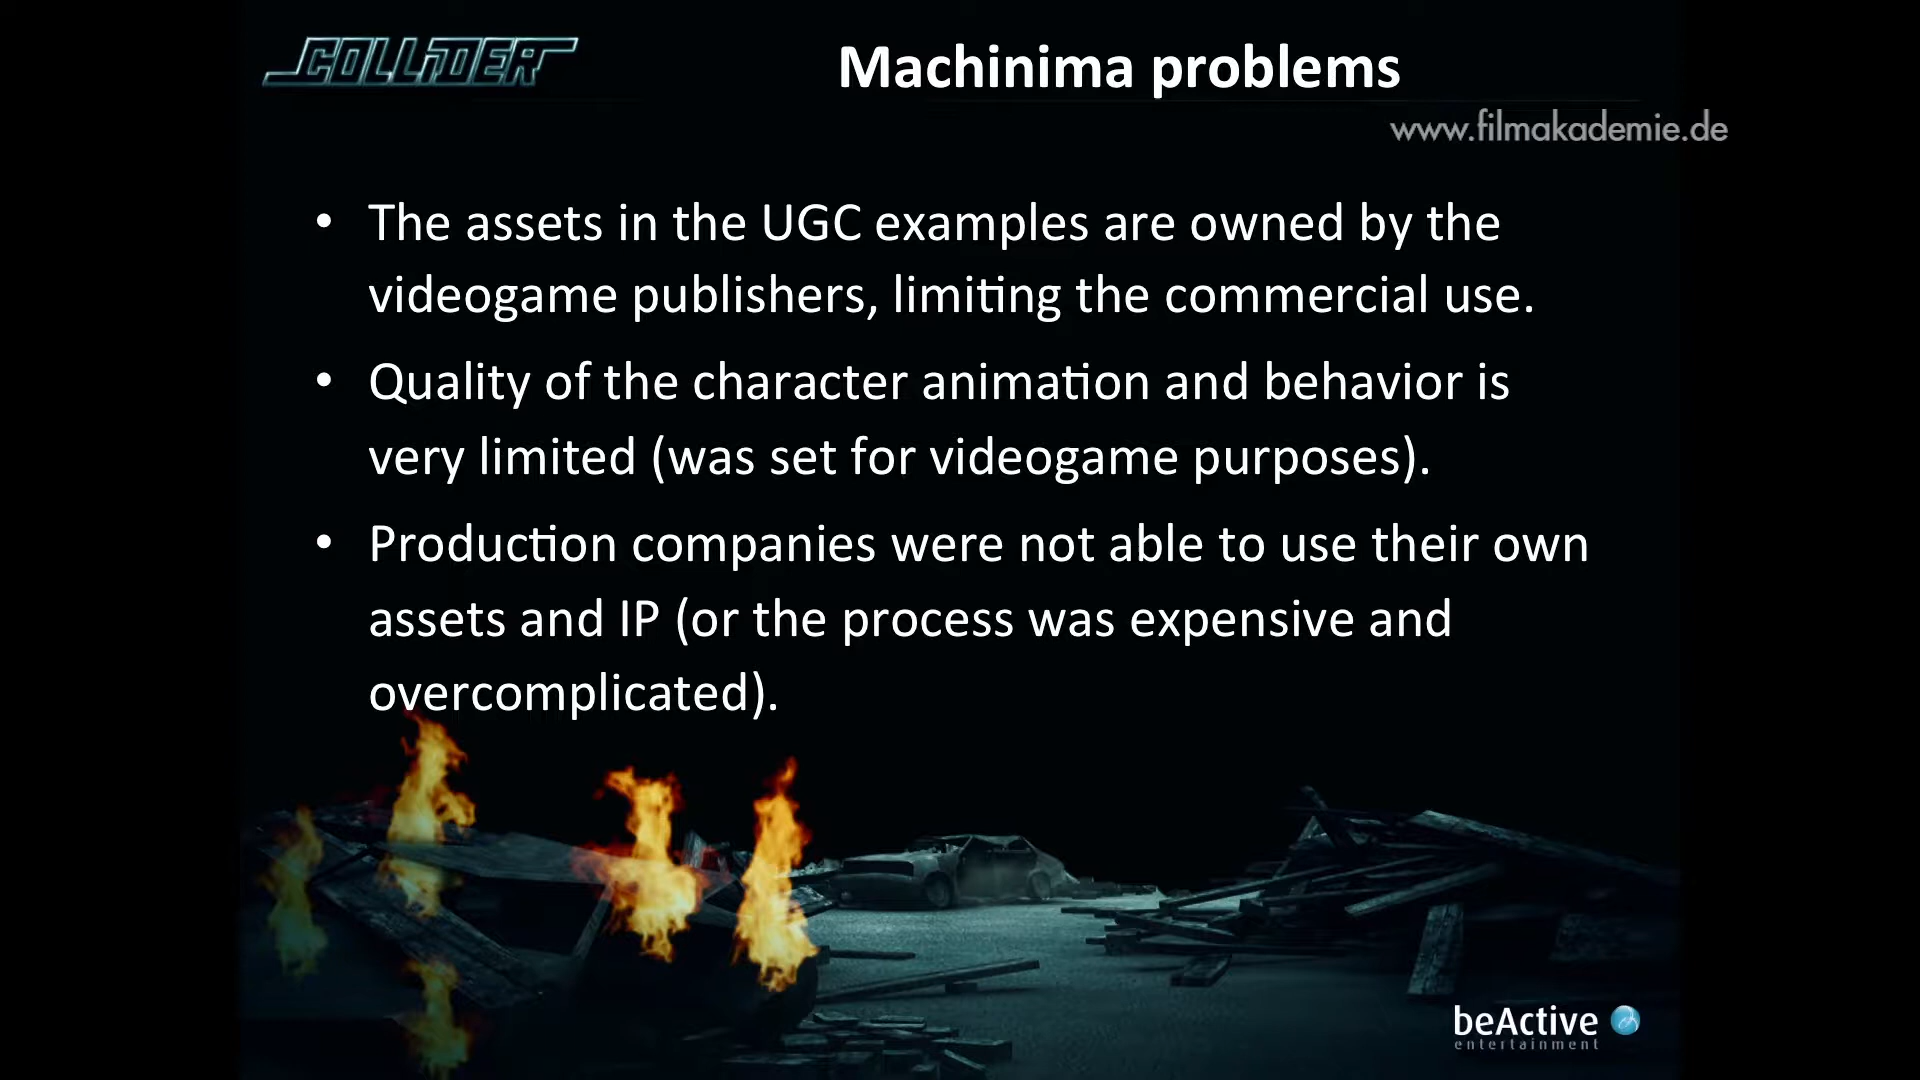 COLLIDER
Machinima problems
www.filmakademie.de
• The assets in the UGC examples are owned by the
videogame publishers, limiting the commercial use.
• Quality of the character animation and behavior is
very limited (was set for videogame purposes).
• Production companies were not able to use their own
assets and IP (or the process was expensive and
overcomplicated).
beActive
entertainment